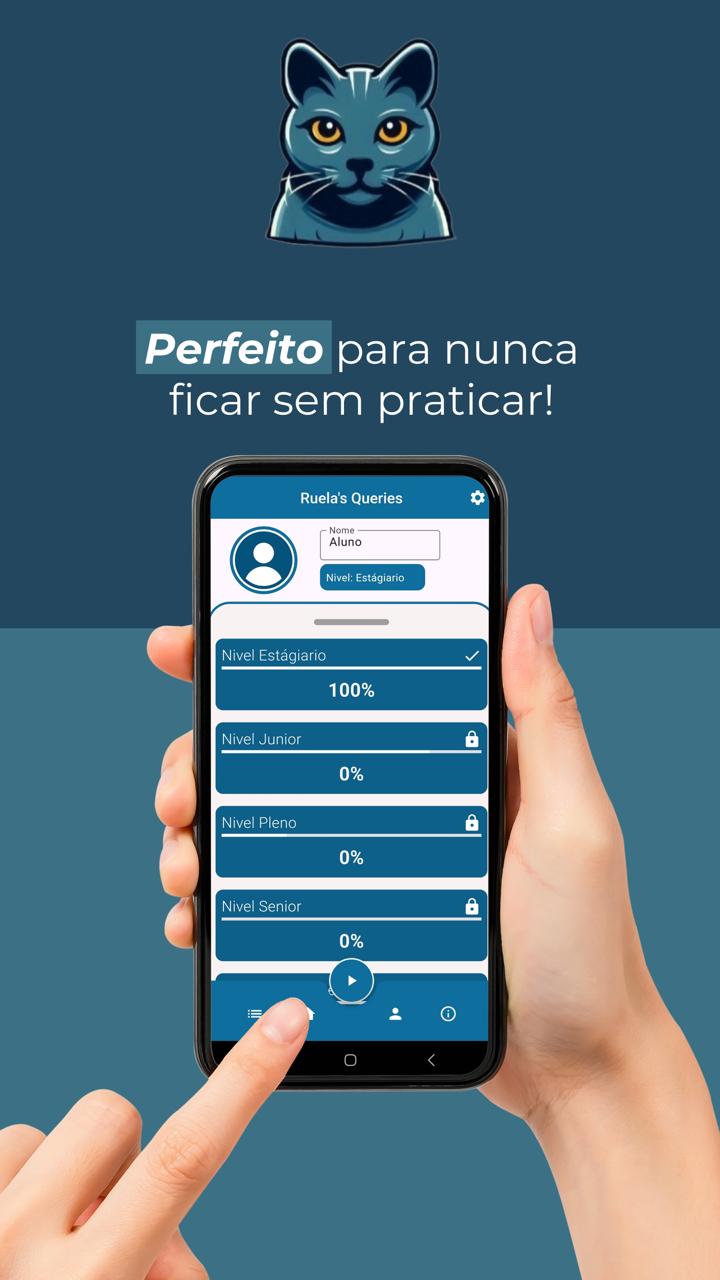 Perfeito para nunca
ficar sem praticar!
Ruela's Queries
Nome
Aluno
Nivel: Estágiario
Nivel Estágiario
100%
Nivel Junior
0%
Nivel Pleno
0%
Nivel Senior
0%